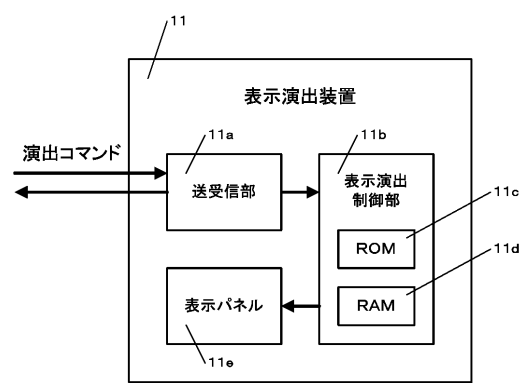 11
表示演出装置
演出コマンド
11a
送受信部
11b
表示演出
制御部
11c
ROM
11d
RAM
表示パネル
11e